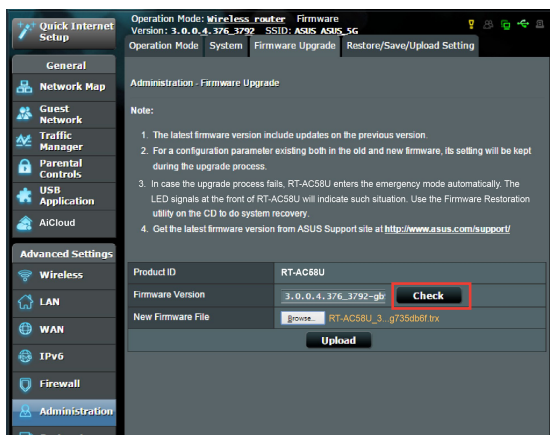 Quick Internet
Setup
Operation Mode: Wireless router Firmware
Version: 3.0.0.4.376_3792 SSID: ASUS ASUS_5G
Operation Mode System Firmware Upgrade Restore/Save/Upload Setting
General
Network Map
Guest
Network
Traffic
Manager
Parental
Controls
USB
Application
AiCloud
Advanced Settings
Wireless
LAN
WAN
IPv6
Firewall
Administration
Administration - Firmware Upgrade
Note:
1. The latest firmware version include updates on the previous version.
2. For a configuration parameter existing both in the old and new firmware, its setting will be kept
during the upgrade process.
3. In case the upgrade process fails, RT-AC58U enters the emergency mode automatically. The
LED signals at the front of RT-AC58U will indicate such situation. Use the Firmware Restoration
utility on the CD to do system recovery.
4. Get the latest firmware version from ASUS Support site at http://www.asus.com/support/
Product ID RT-AC58U
Firmware Version 3.0.0.4.376_3792-gb Check
New Firmware File Browse... RT-AC58U_3...g735db6f.trx
Upload